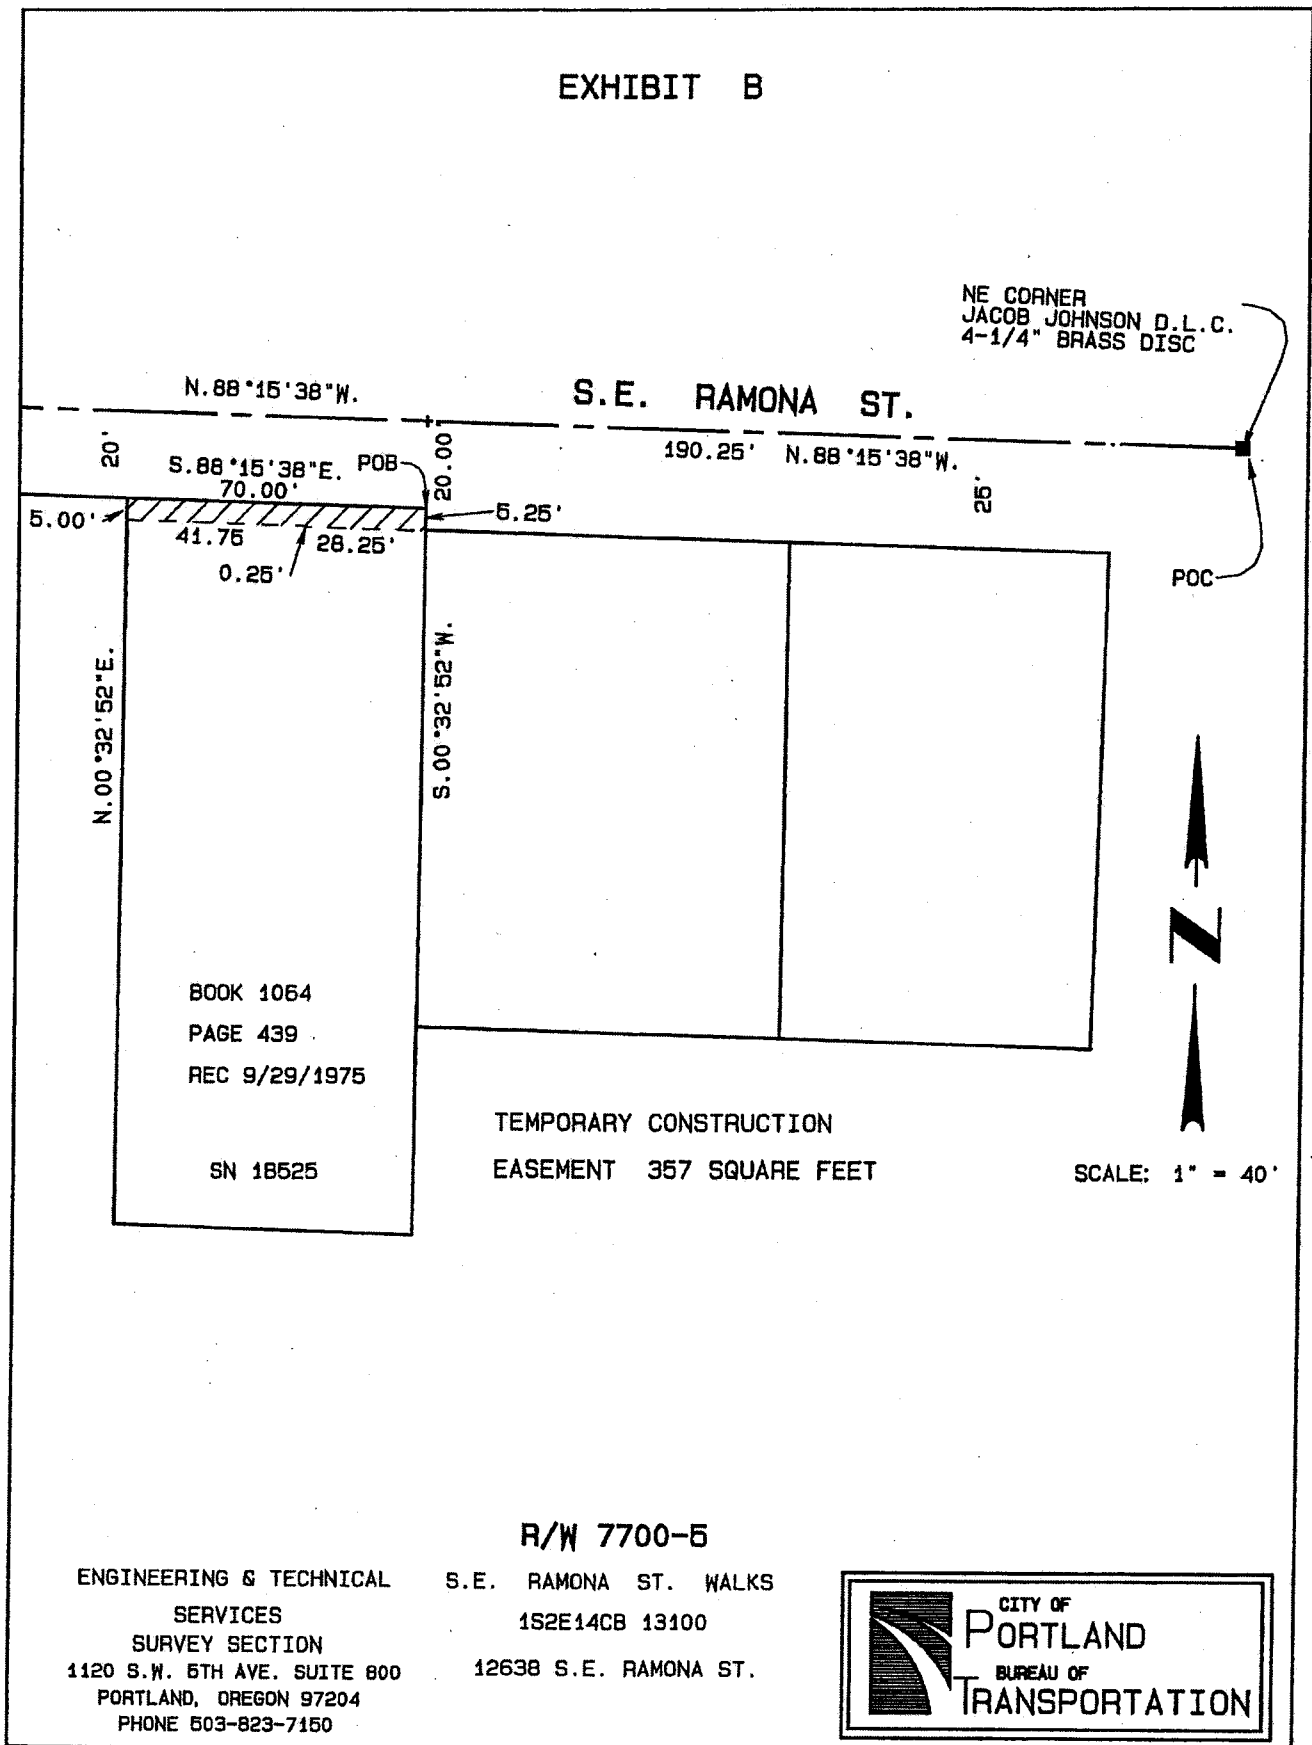 EXHIBIT B
NE CORNER
JACOB JOHNSON D.L.C.
4-1/4" BRASS DISC
N.88°15'38"W.
S.E. RAMONA ST.
190.25' N.88°15'38"W.
20'
S.88°15'38"E.
70.00'
POB
20.00
25'
5.00'
5.25'
41.75
28.25'
0.25'
POC
N.00°32'52"E.
S.00°32'52"W.
N
BOOK 1064
PAGE 439
REC 9/29/1975
SN 18525
TEMPORARY CONSTRUCTION
EASEMENT 357 SQUARE FEET
SCALE: 1" = 40'
R/W 7700-5
ENGINEERING & TECHNICAL
SERVICES
SURVEY SECTION
1120 S.W. 5TH AVE. SUITE 800
PORTLAND, OREGON 97204
PHONE 503-823-7150
S.E. RAMONA ST. WALKS
1S2E14CB 13100
12638 S.E. RAMONA ST.
CITY OF
PORTLAND
BUREAU OF
TRANSPORTATION